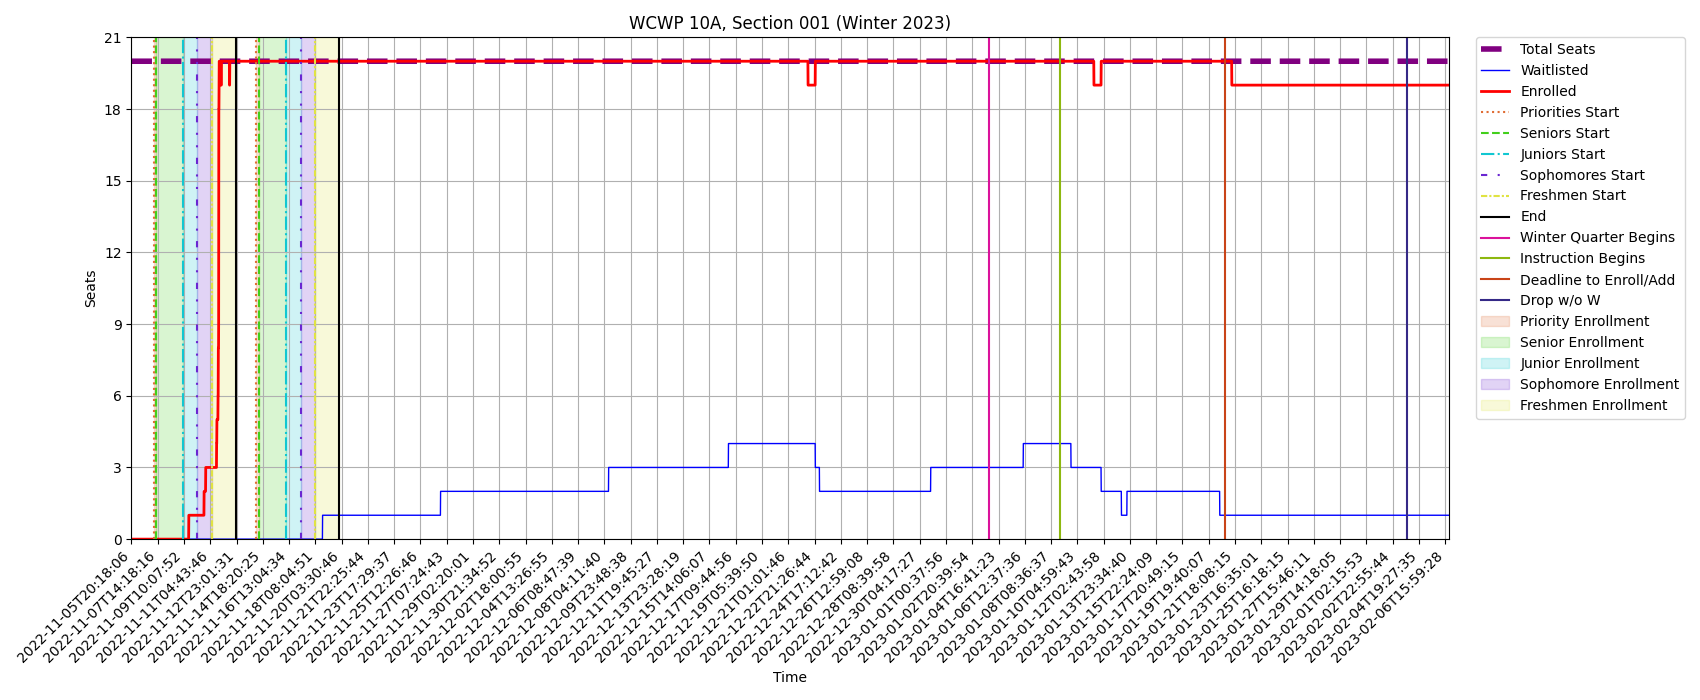 WCWP 10A, Section 001 (Winter 2023)
21
18
15
12
9
6
3
0
Seats
2022-11-05T20:18:06
2022-11-07T14:18:16
2022-11-09T10:07:52
2022-11-11T04:43:46
2022-11-12T23:01:31
2022-11-14T18:20:25
2022-11-16T13:04:34
2022-11-18T08:04:51
2022-11-20T03:30:46
2022-11-21T22:25:44
2022-11-23T17:29:37
2022-11-25T12:26:46
2022-11-27T07:24:43
2022-11-29T02:20:01
2022-11-30T21:34:52
2022-12-02T18:00:55
2022-12-04T13:26:55
2022-12-06T08:47:39
2022-12-08T04:11:40
2022-12-09T23:48:38
2022-12-11T19:45:27
2022-12-13T23:28:19
2022-12-15T14:06:07
2022-12-17T09:44:56
2022-12-19T05:39:50
2022-12-21T01:01:46
2022-12-22T21:26:44
2022-12-24T17:12:42
2022-12-26T12:59:08
2022-12-28T08:39:58
2022-12-30T04:17:27
2023-01-01T00:37:56
2023-01-02T20:39:54
2023-01-04T16:41:23
2023-01-06T12:37:36
2023-01-08T08:36:37
2023-01-10T04:59:43
2023-01-12T02:43:58
2023-01-13T23:34:40
2023-01-15T22:24:09
2023-01-17T20:49:15
2023-01-19T19:40:07
2023-01-21T18:08:15
2023-01-23T16:35:01
2023-01-25T16:18:15
2023-01-27T15:46:11
2023-01-29T14:18:05
2023-02-01T02:15:53
2023-02-02T22:55:44
2023-02-04T19:27:35
2023-02-06T15:59:28
Time
Total Seats
Waitlisted
Enrolled
Priorities Start
Seniors Start
Juniors Start
Sophomores Start
Freshmen Start
End
Winter Quarter Begins
Instruction Begins
Deadline to Enroll/Add
Drop w/o W
Priority Enrollment
Senior Enrollment
Junior Enrollment
Sophomore Enrollment
Freshmen Enrollment